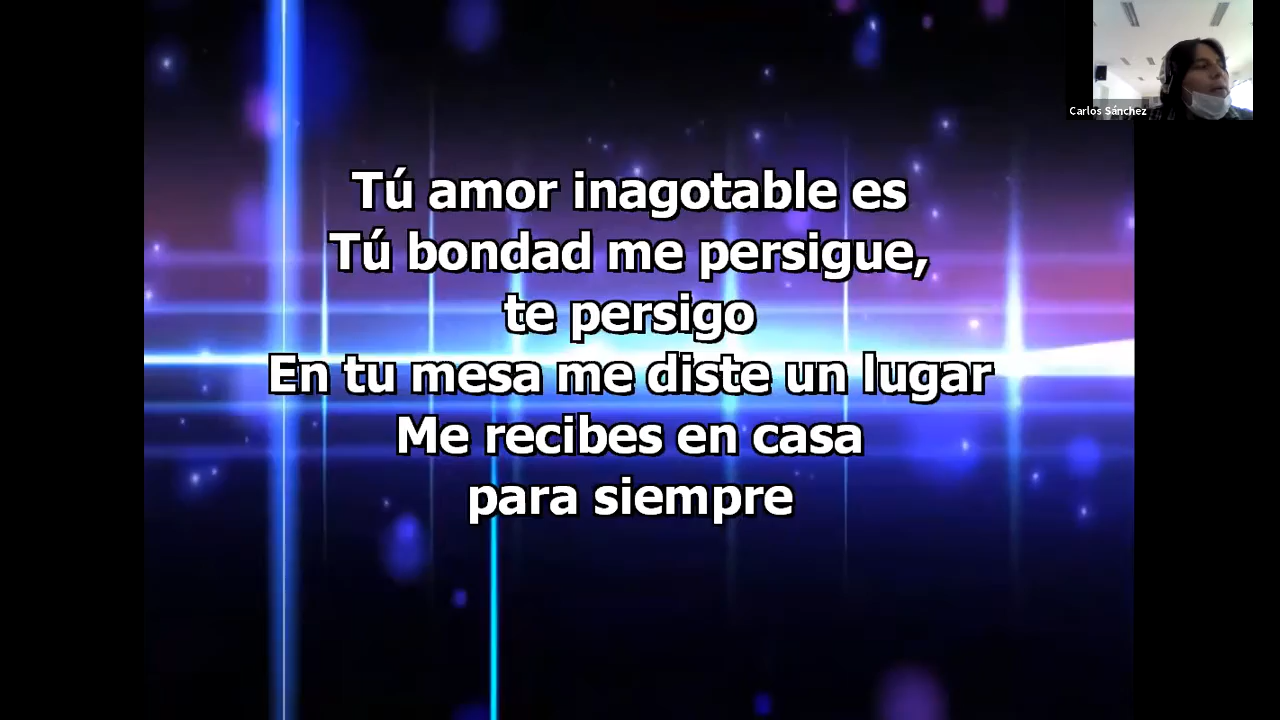 Carlos Sánchez
Tú amor inagotable es
Tú bondad me persigue,
te persigo
En tu mesa me diste un lugar
Me recibes en casa
para siempre